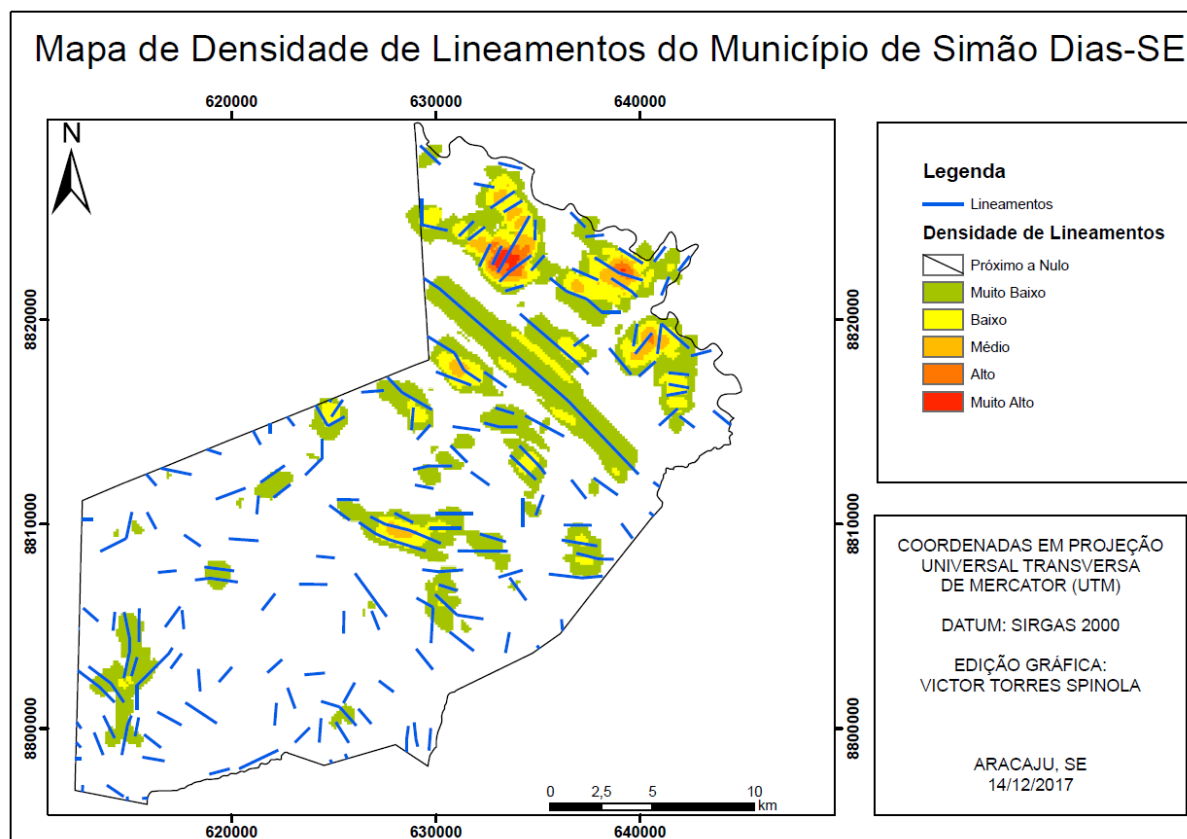 Mapa de Densidade de Lineamentos do Município de Simão Dias-SE
620000 630000 640000
N
8820000 8820000
8810000 8810000
8800000 8800000
620000 630000 640000
0 2,5 5 10
km
Legenda
Lineamentos
Densidade de Lineamentos
Próximo a Nulo
Muito Baixo
Baixo
Médio
Alto
Muito Alto
COORDENADAS EM PROJEÇÃO
UNIVERSAL TRANSVERSA
DE MERCATOR (UTM)
DATUM: SIRGAS 2000
EDIÇÃO GRÁFICA:
VICTOR TORRES SPINOLA
ARACAJU, SE
14/12/2017